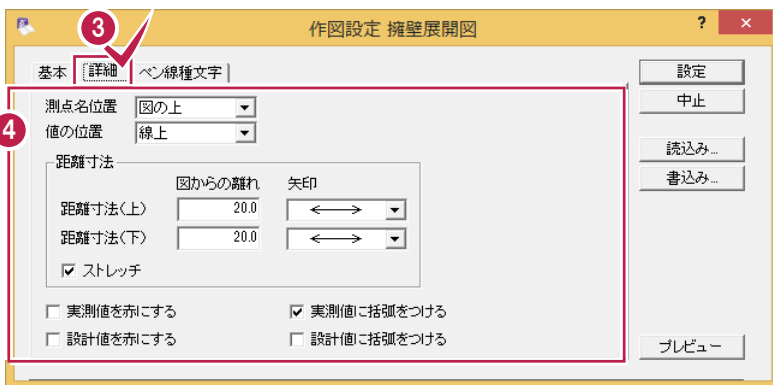 3
作図設定 擁壁展開図
? ×
基本 詳細 ペン線種文字
設定
中止
読込み...
書込み...
プレビュー
4
測点名位置 図の上
値の位置 線上
距離寸法
図からの離れ 矢印
距離寸法(上) 20.0
距離寸法(下) 20.0
ストレッチ
実測値を赤にする 実測値に括弧をつける
設計値を赤にする 設計値に括弧をつける